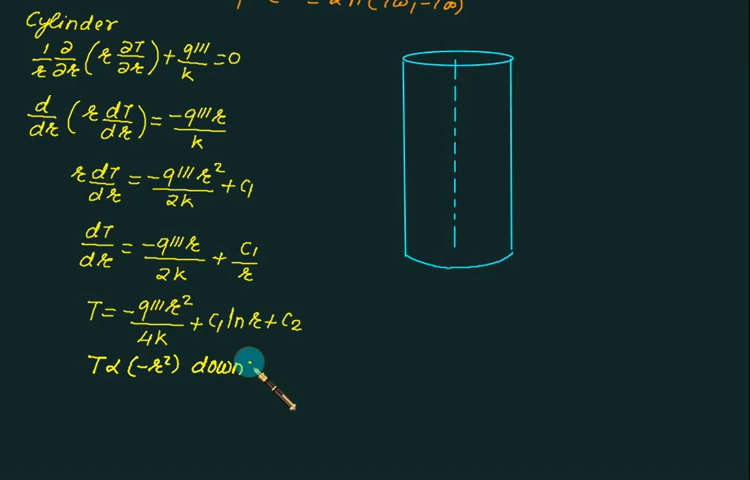 Cylinder
1/r ∂/∂r (r ∂T/∂r) + q'''/k = 0
d/dr (r dT/dr) = -q'''r/k
r dT/dr = -q'''r²/2k + C₁
dT/dr = -q'''r/2k + C₁/r
T = -q'''r²/4k + C₁ ln r + C₂
T α (-r²) down